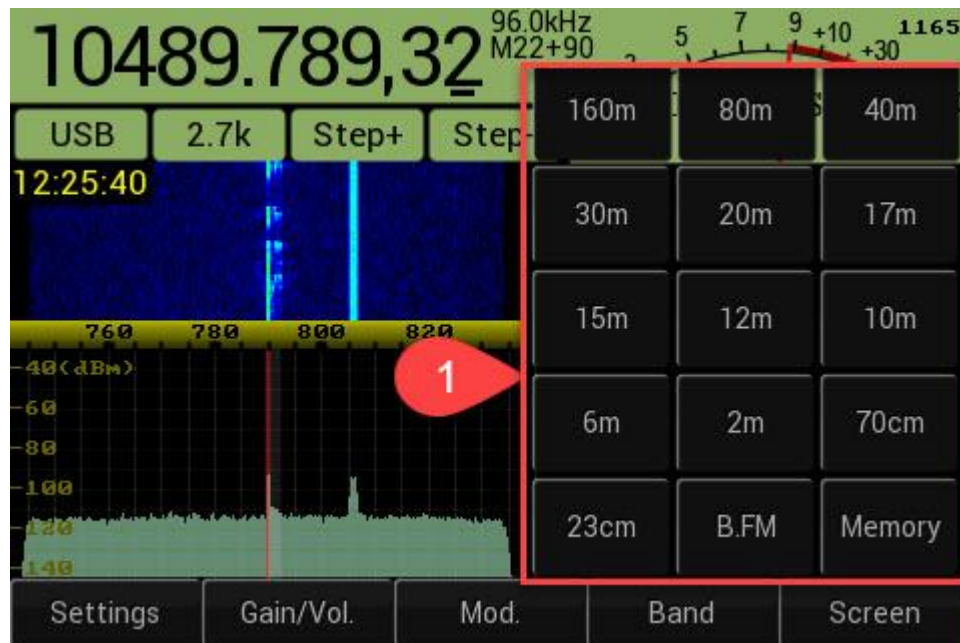 10489.789,32
96.0kHz
M22+90
5 7 9 +10 +30
1165
USB 2.7k Step+ Step
12:25:40
160m 80m 40m
30m 20m 17m
15m 12m 10m
6m 2m 70cm
23cm B.FM Memory
760 780 800 820
1
-40(dBm)
-60
-80
-100
-120
-140
Settings Gain/Vol. Mod. Band Screen